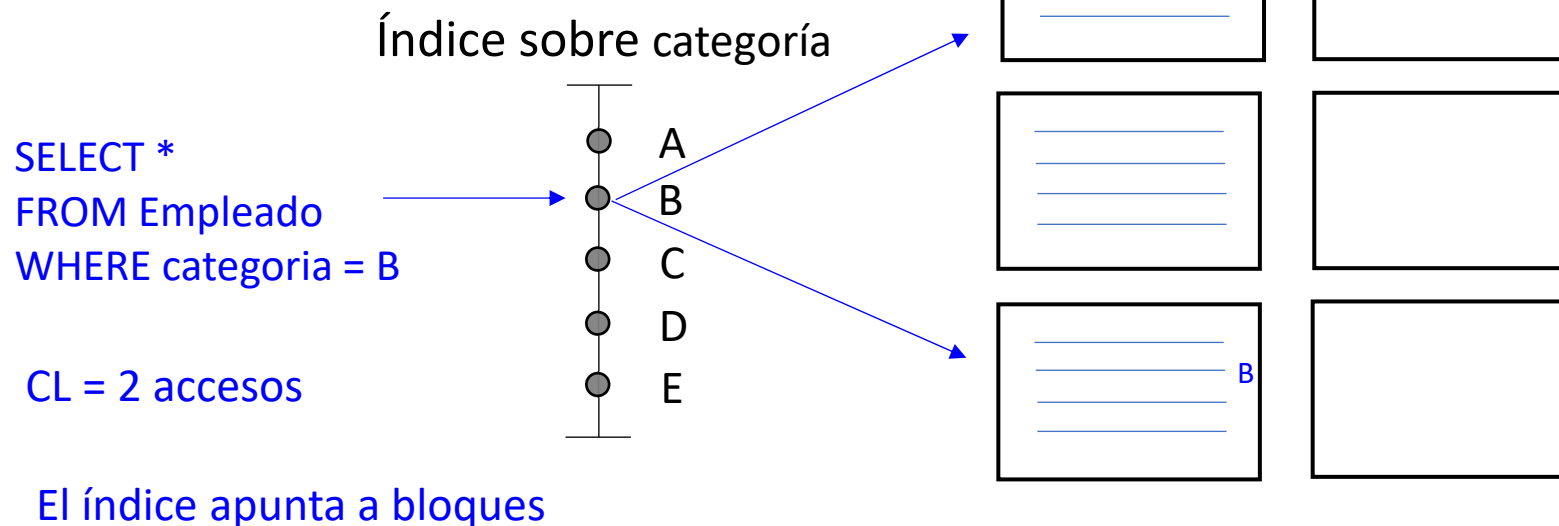 Índice sobre categoría
SELECT *
FROM Empleado
WHERE categoria = B
A
B
C
D
E
B
CL = 2 accesos
El índice apunta a bloques